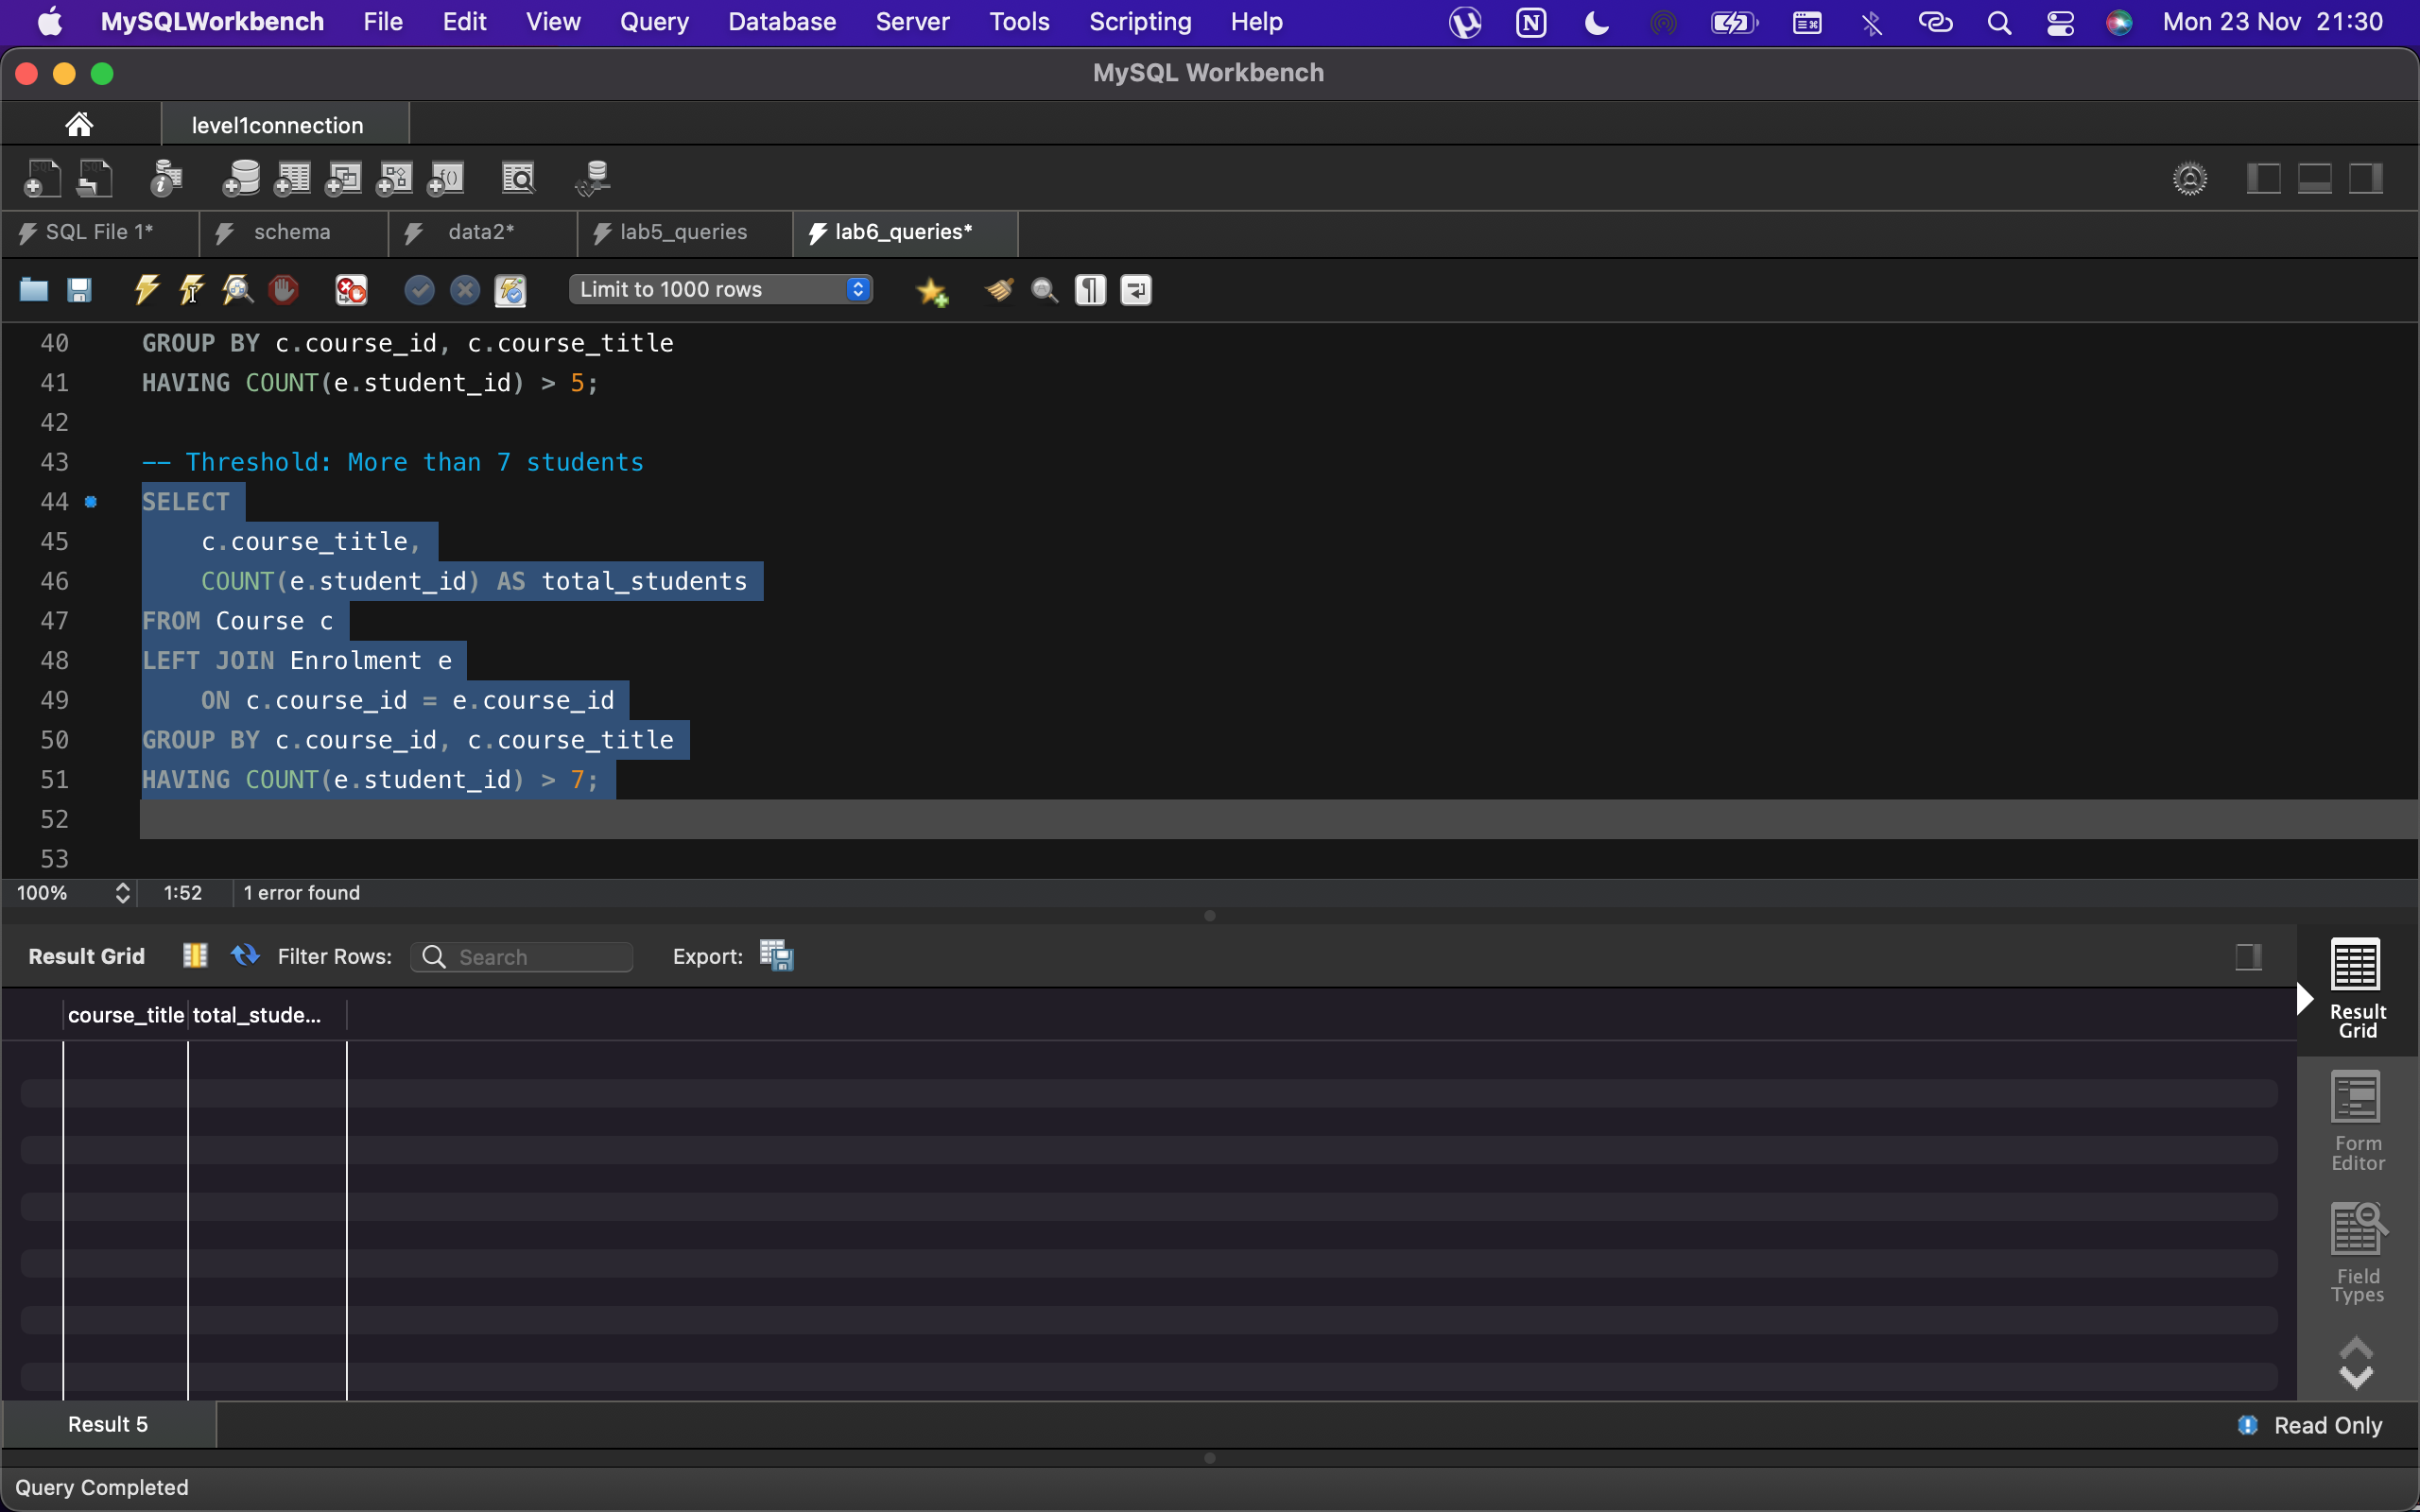 MySQLWorkbench File Edit View Query Database Server Tools Scripting Help Mon 23 Nov 21:30
MySQL Workbench
level1connection
SQL File 1* schema data2* lab5_queries lab6_queries*
Limit to 1000 rows
40 GROUP BY c.course_id, c.course_title
41 HAVING COUNT(e.student_id) > 5;
42
43 -- Threshold: More than 7 students
44 SELECT
45 c.course_title,
46 COUNT(e.student_id) AS total_students
47 FROM Course c
48 LEFT JOIN Enrolment e
49 ON c.course_id = e.course_id
50 GROUP BY c.course_id, c.course_title
51 HAVING COUNT(e.student_id) > 7;
52
53
100% 1:52 1 error found
Result Grid Filter Rows: Search Export:
course_title total_stude...
Result
Grid
Form
Editor
Field
Types
Result 5 Read Only
Query Completed